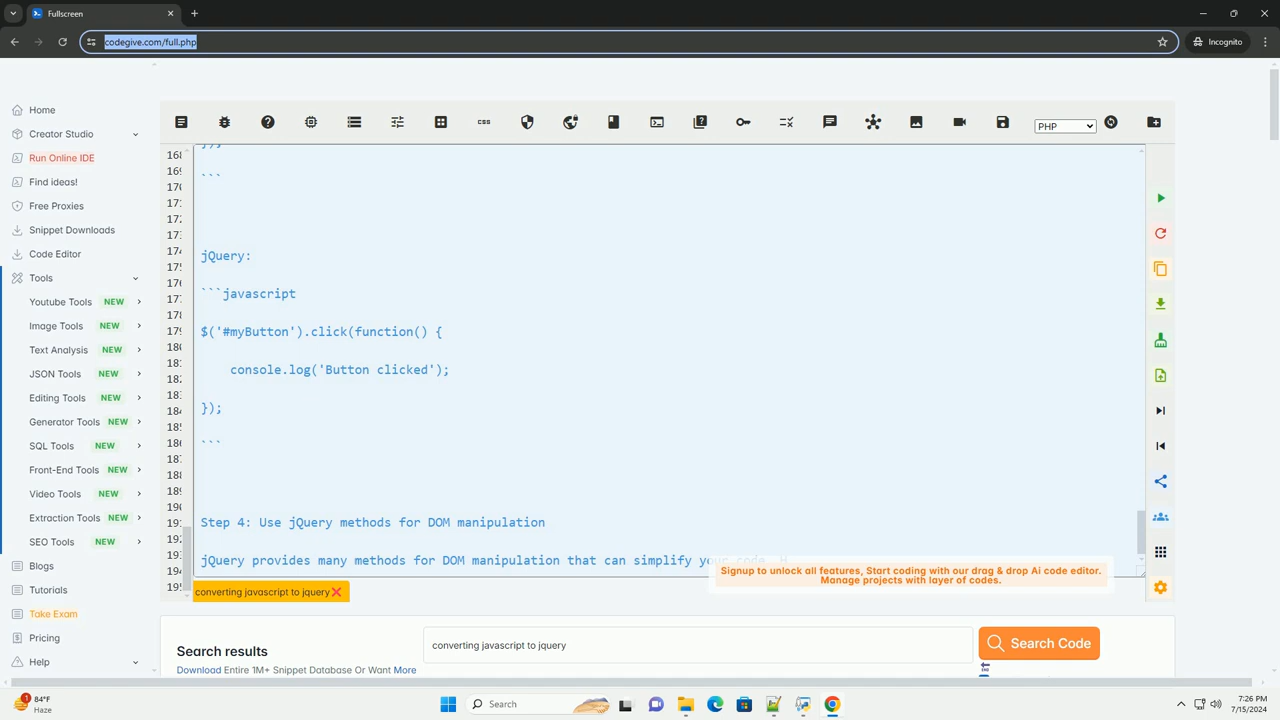 Fullscreen
codegive.com/full.php
Incognito
Home
Creator Studio
Run Online IDE
Find ideas!
Free Proxies
Snippet Downloads
Code Editor
Tools
Youtube Tools NEW
Image Tools NEW
Text Analysis NEW
JSON Tools NEW
Editing Tools NEW
Generator Tools NEW
SQL Tools NEW
Front-End Tools NEW
Video Tools NEW
Extraction Tools NEW
SEO Tools NEW
Blogs
Tutorials
Take Exam
Pricing
Help
css
PHP
});
```
jQuery:
```javascript
$('#myButton').click(function() {
console.log('Button clicked');
});
```
Step 4: Use jQuery methods for DOM manipulation
jQuery provides many methods for DOM manipulation that can simplify your code.
Signup to unlock all features, Start coding with our drag & drop Ai code editor.
Manage projects with layer of codes.
converting javascript to jquery
Search results
Download Entire 1M+ Snippet Database Or Want More
converting javascript to jquery
Search Code
84°F
Haze
Search
1:26 PM
7/15/2024